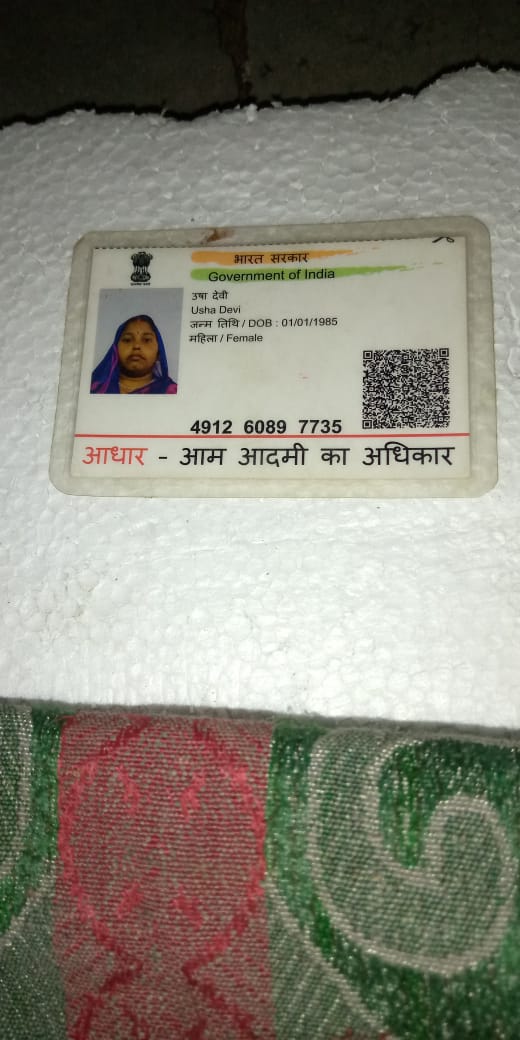 भारत सरकार
Government of India
उषा देवी
Usha Devi
जन्म तिथि / DOB : 01/01/1985
महिला / Female
4912 6089 7735
आधार - आम आदमी का अधिकार